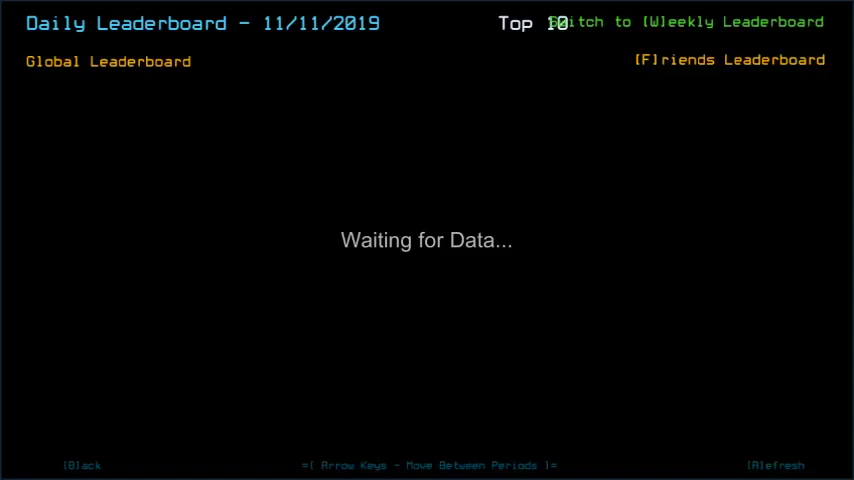 Daily Leaderboard - 11/11/2019
Top 10
Switch to [W]eekly Leaderboard
Global Leaderboard
[F]riends Leaderboard
Waiting for Data...
[B]ack
=[ Arrow Keys - Move Between Periods ]=
[R]efresh